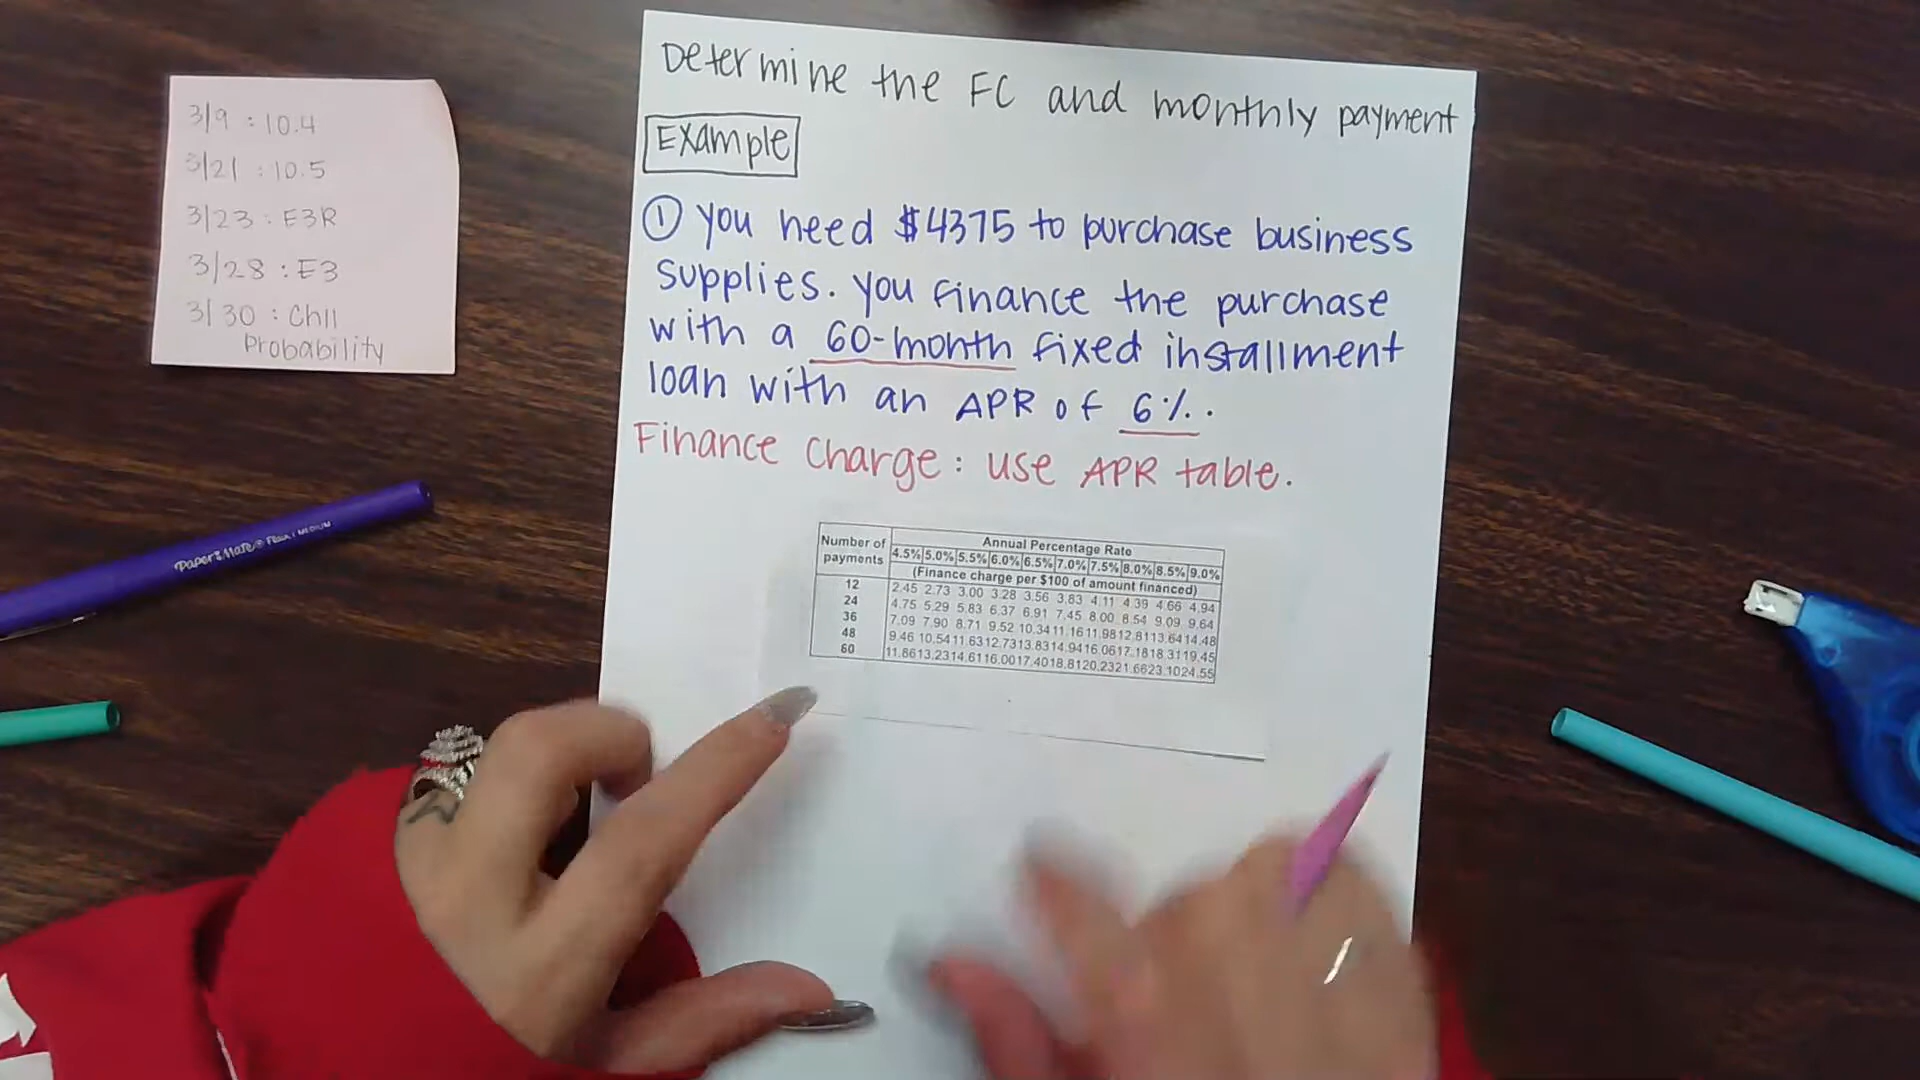 3/9 : 10.4
3/21 : 10.5
3/23 : E3R
3/28 : E3
3/30 : Ch11
Probability
Determine the FC and monthly payment
Example
① you need $4375 to purchase business
supplies. you finance the purchase
with a 60-month fixed installment
loan with an APR of 6%.
Finance Charge: use APR table.
Number of payments
Annual Percentage Rate
4.5% 5.0% 5.5% 6.0% 6.5% 7.0% 7.5% 8.0% 8.5% 9.0%
(Finance charge per $100 of amount financed)
12 2.45 2.73 3.00 3.28 3.56 3.83 4.11 4.39 4.66 4.94
24 4.75 5.29 5.83 6.37 6.91 7.45 8.00 8.54 9.09 9.64
36 7.09 7.90 8.71 9.52 10.34 11.16 11.98 12.81 13.64 14.48
48 9.46 10.54 11.63 12.73 13.83 14.94 16.06 17.18 18.31 19.45
60 11.86 13.23 14.61 16.00 17.40 18.81 20.23 21.66 23.10 24.55
Paper Mate Flair MEDIUM